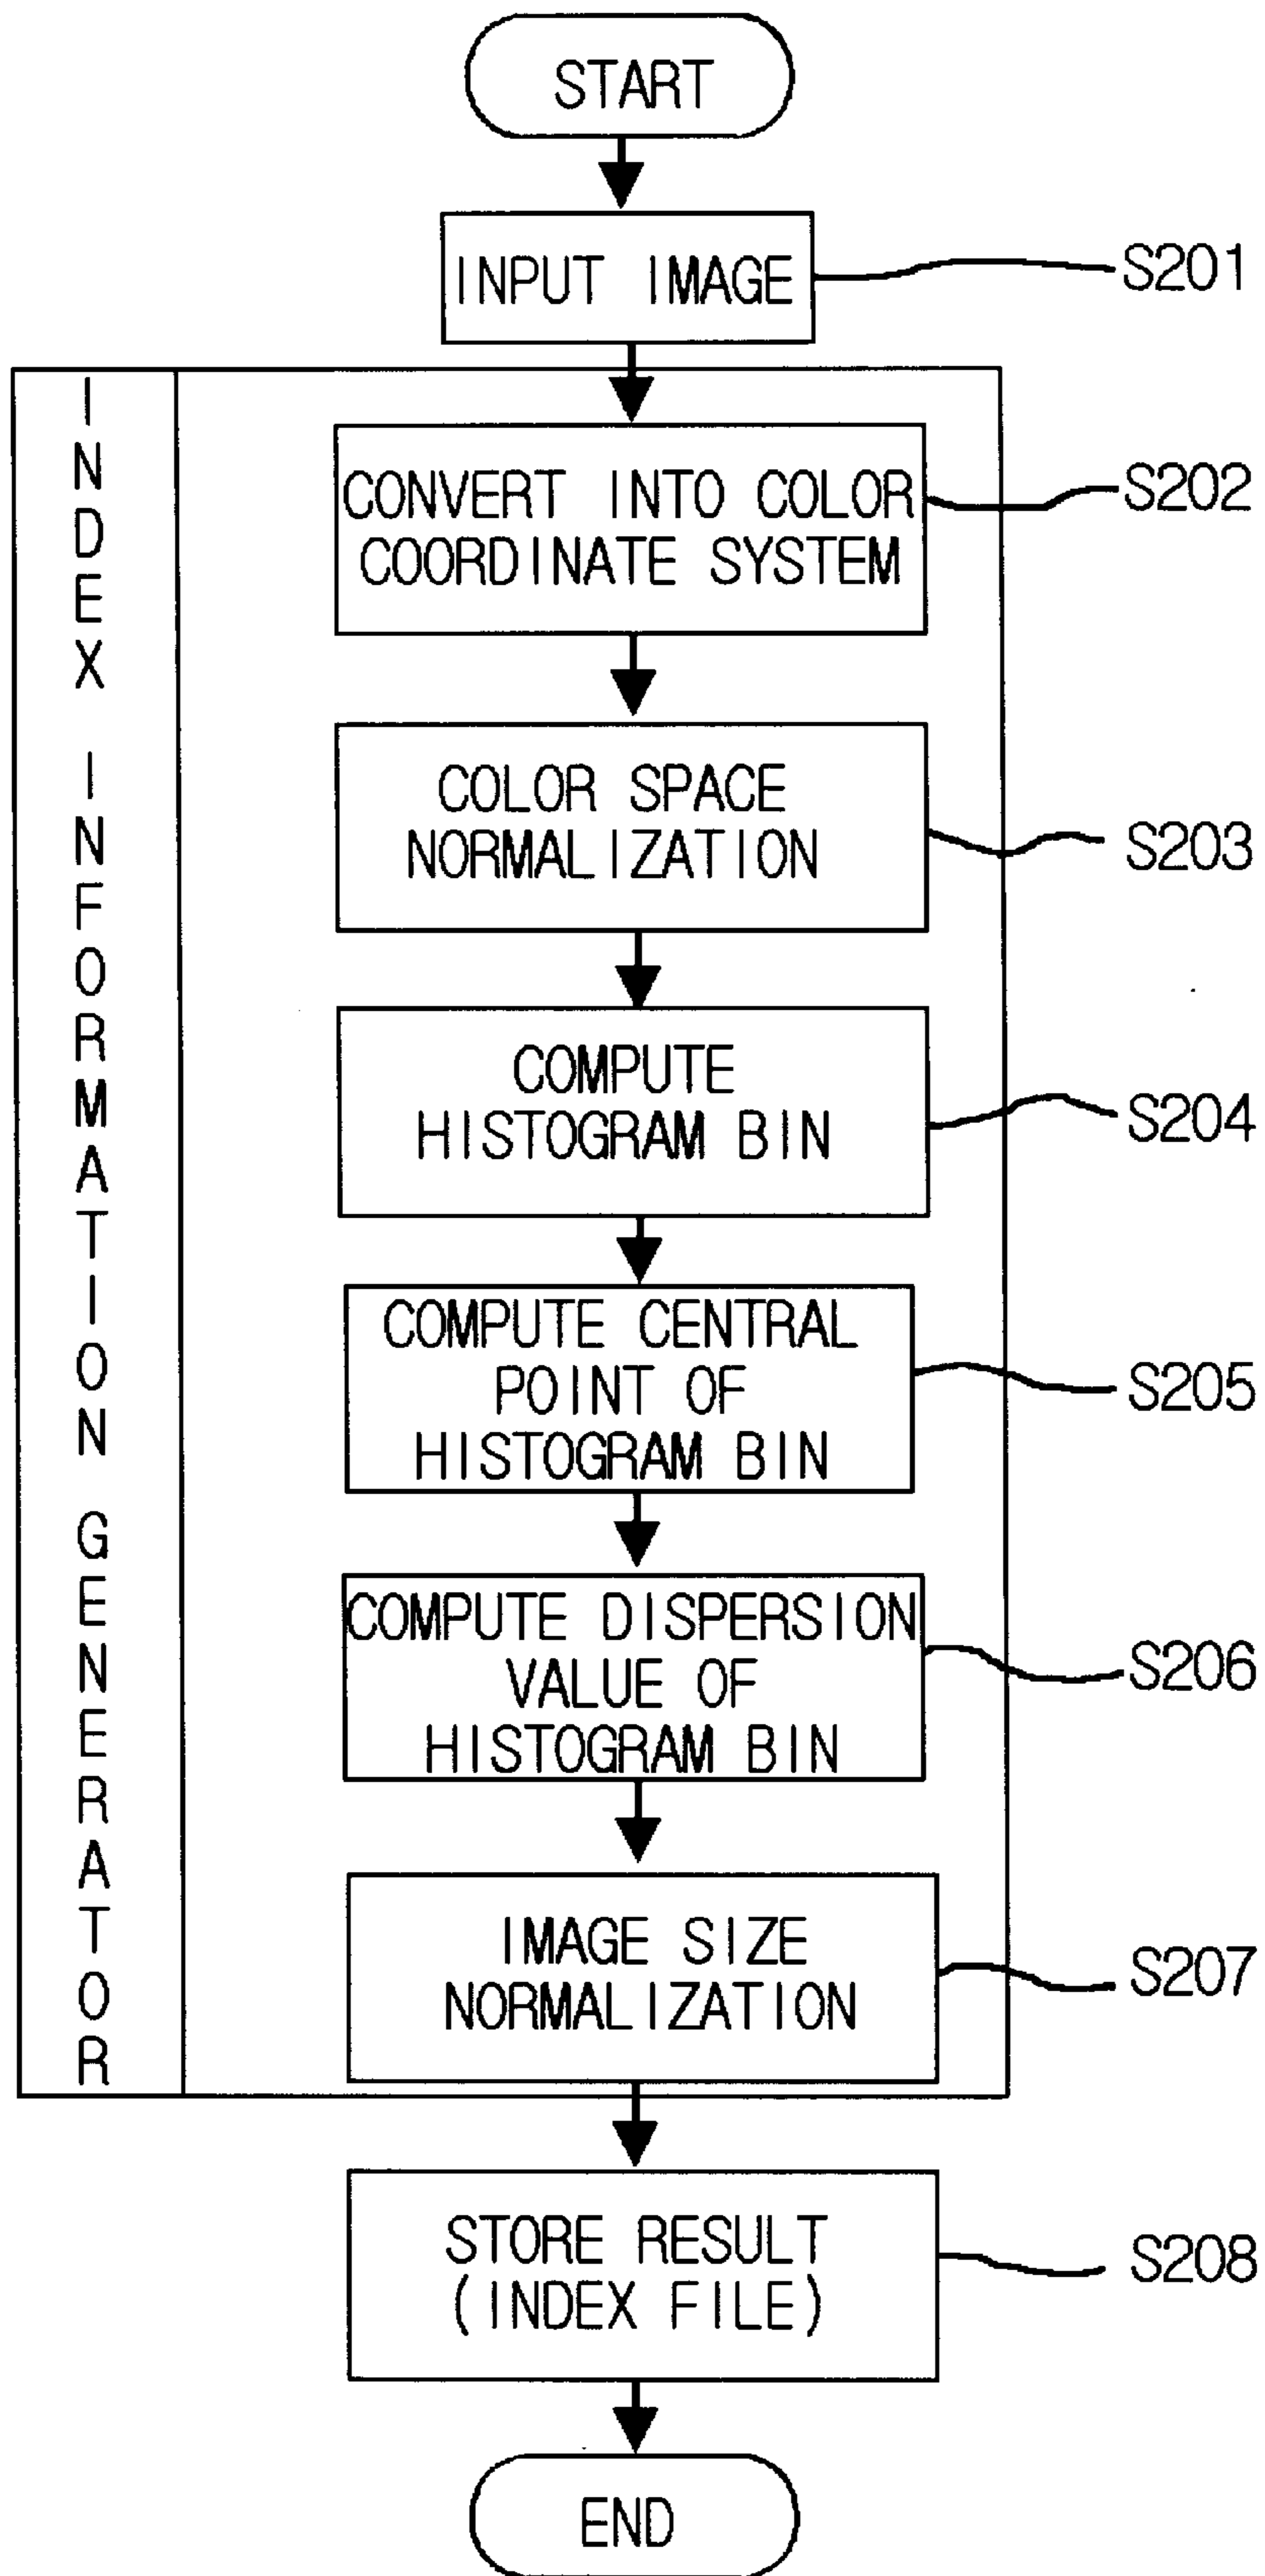 START
INPUT IMAGE
S201
INDEX INFORMATION GENERATOR
CONVERT INTO COLOR
COORDINATE SYSTEM
S202
COLOR SPACE
NORMALIZATION
S203
COMPUTE
HISTOGRAM BIN
S204
COMPUTE CENTRAL
POINT OF
HISTOGRAM BIN
S205
COMPUTE DISPERSION
VALUE OF
HISTOGRAM BIN
S206
IMAGE SIZE
NORMALIZATION
S207
STORE RESULT
(INDEX FILE)
S208
END